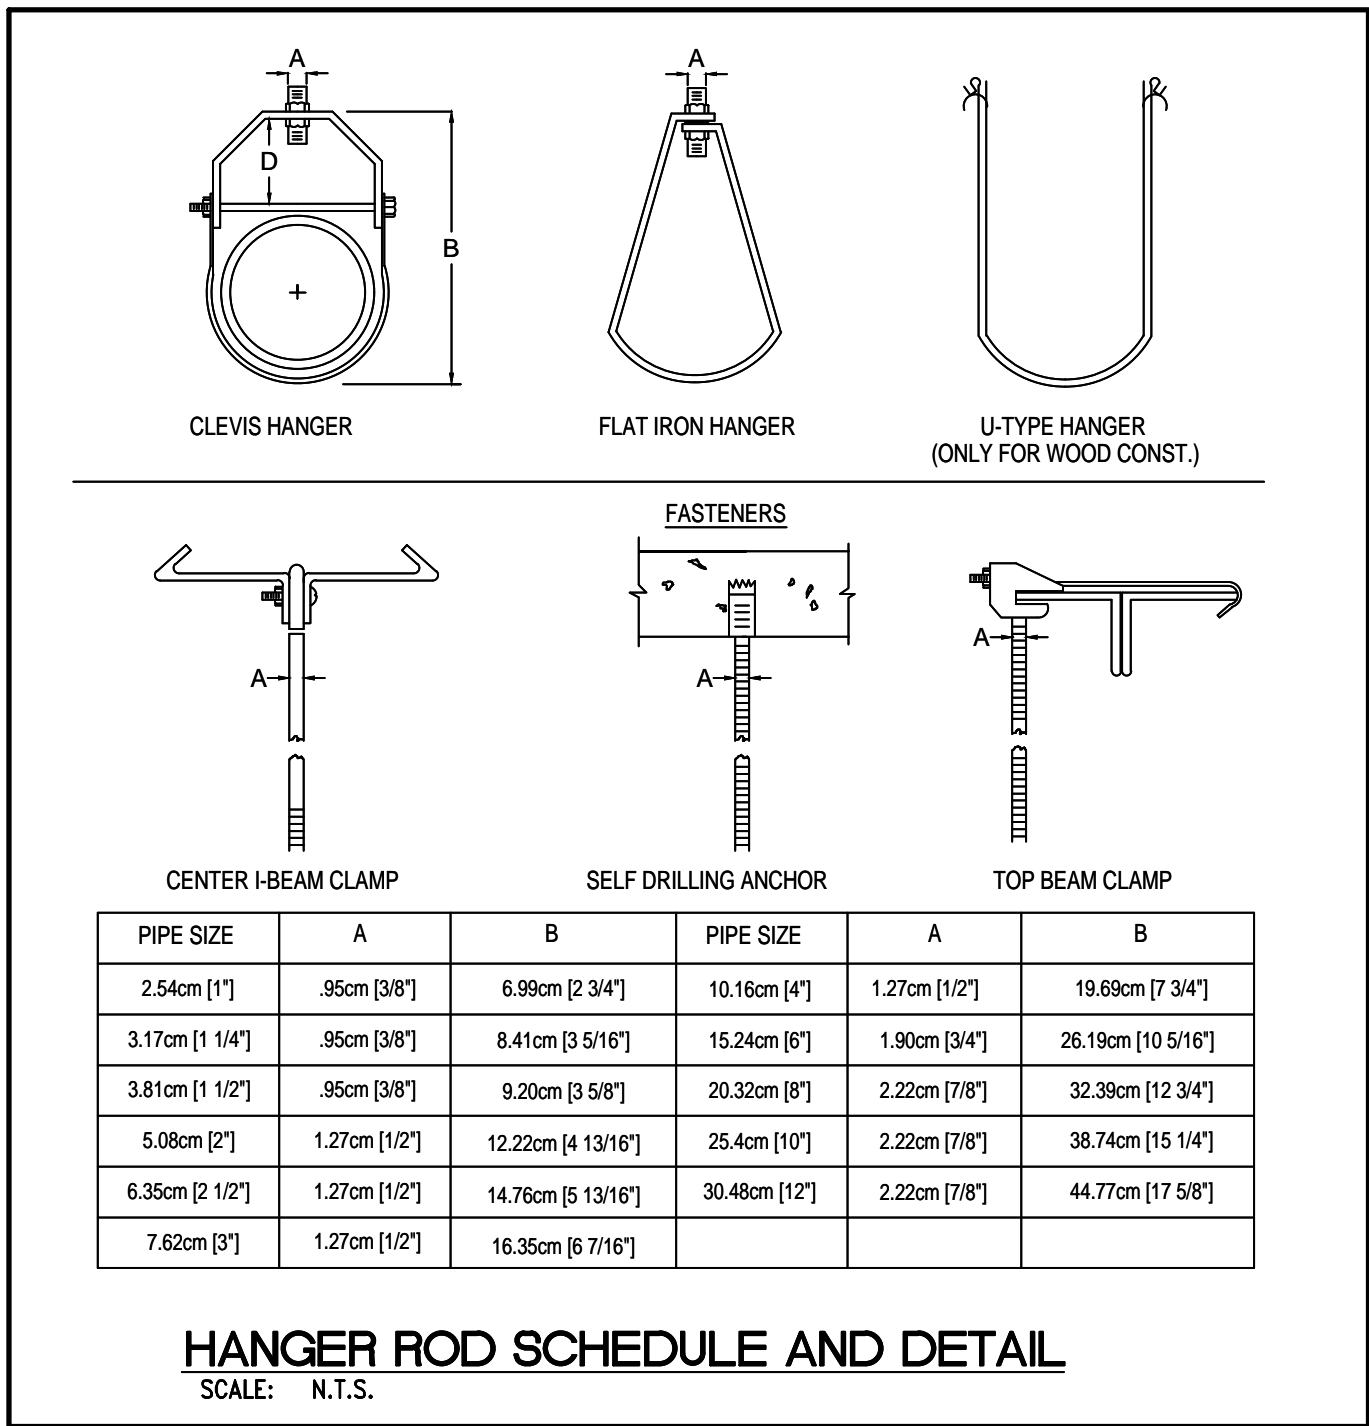 A
A
D
B
CLEVIS HANGER
FLAT IRON HANGER
U-TYPE HANGER
(ONLY FOR WOOD CONST.)
FASTENERS
A
A
A
CENTER I-BEAM CLAMP
SELF DRILLING ANCHOR
TOP BEAM CLAMP
PIPE SIZE A B PIPE SIZE A B
2.54cm [1"] .95cm [3/8"] 6.99cm [2 3/4"] 10.16cm [4"] 1.27cm [1/2"] 19.69cm [7 3/4"]
3.17cm [1 1/4"] .95cm [3/8"] 8.41cm [3 5/16"] 15.24cm [6"] 1.90cm [3/4"] 26.19cm [10 5/16"]
3.81cm [1 1/2"] .95cm [3/8"] 9.20cm [3 5/8"] 20.32cm [8"] 2.22cm [7/8"] 32.39cm [12 3/4"]
5.08cm [2"] 1.27cm [1/2"] 12.22cm [4 13/16"] 25.4cm [10"] 2.22cm [7/8"] 38.74cm [15 1/4"]
6.35cm [2 1/2"] 1.27cm [1/2"] 14.76cm [5 13/16"] 30.48cm [12"] 2.22cm [7/8"] 44.77cm [17 5/8"]
7.62cm [3"] 1.27cm [1/2"] 16.35cm [6 7/16"]
HANGER ROD SCHEDULE AND DETAIL
SCALE: N.T.S.